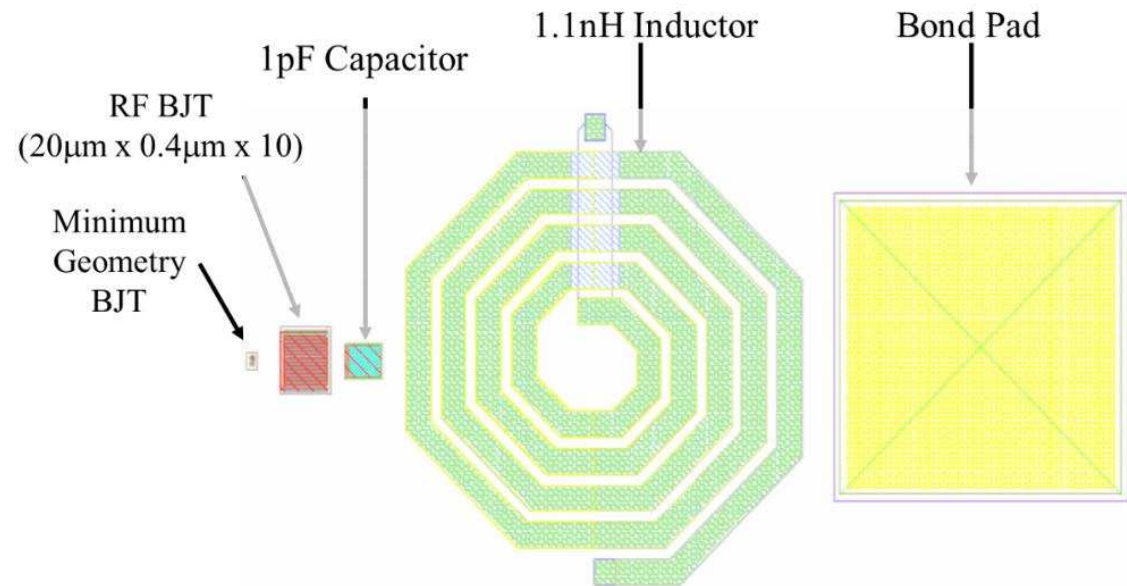 1.1nH Inductor
Bond Pad
1pF Capacitor
RF BJT
(20μm x 0.4μm x 10)
Minimum
Geometry
BJT